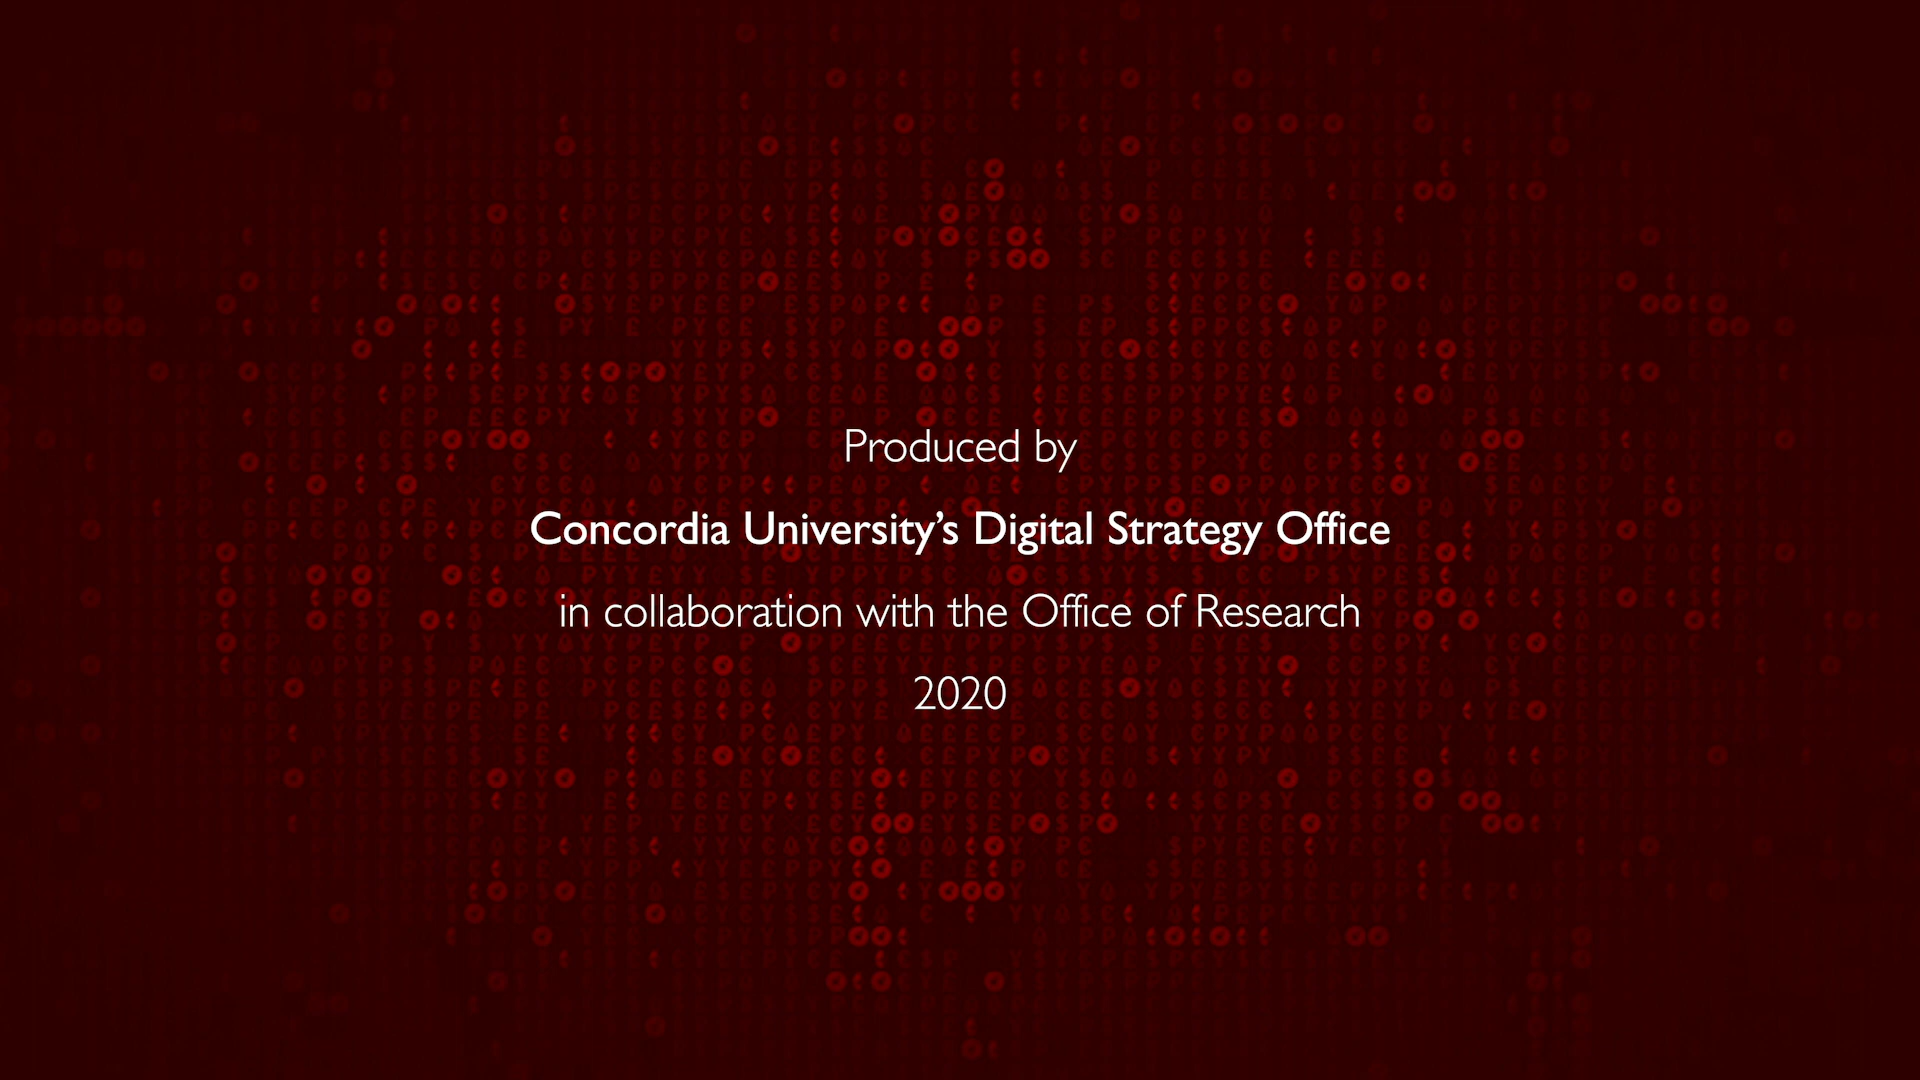 Produced by
Concordia University’s Digital Strategy Office
in collaboration with the Office of Research
2020